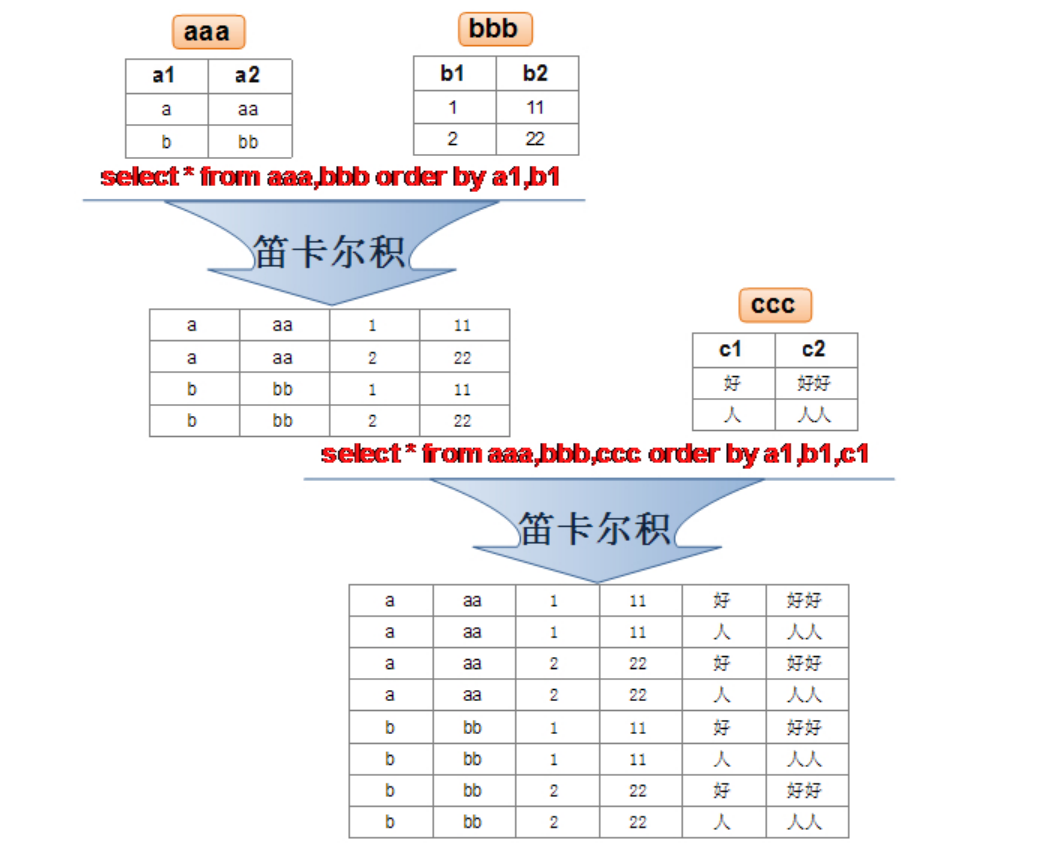 aaa
bbb
a1 a2
b1 b2
a aa
1 11
b bb
2 22
select * from aaa,bbb order by a1,b1
笛卡尔积
a aa 1 11
a aa 2 22
b bb 1 11
b bb 2 22
ccc
c1 c2
好 好好
人 人人
select * from aaa,bbb,ccc order by a1,b1,c1
笛卡尔积
a aa 1 11 好 好好
a aa 1 11 人 人人
a aa 2 22 好 好好
a aa 2 22 人 人人
b bb 1 11 好 好好
b bb 1 11 人 人人
b bb 2 22 好 好好
b bb 2 22 人 人人